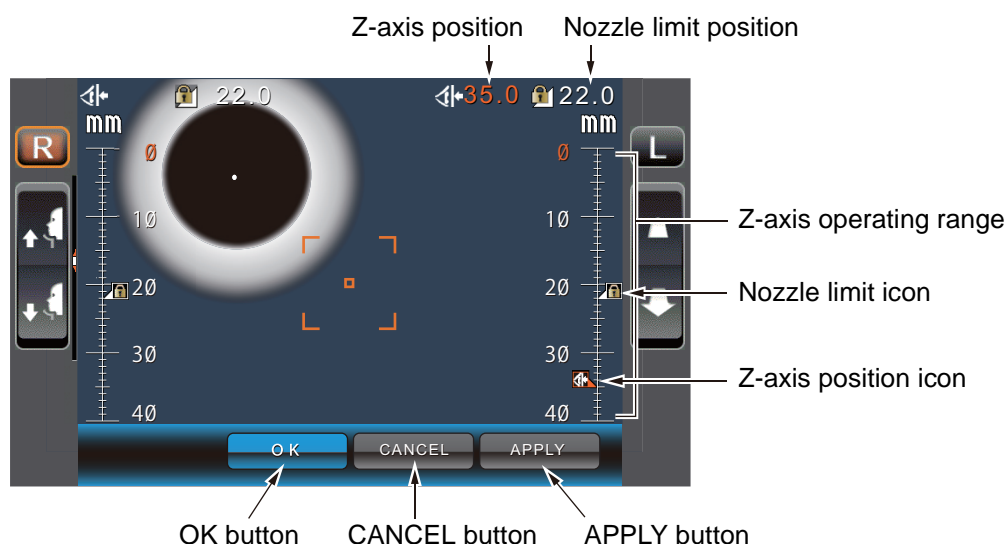 Z-axis position Nozzle limit position
22.0 35.0 22.0
mm mm
R L
0 0
10 10
Z-axis operating range
20 20
Nozzle limit icon
30 30
Z-axis position icon
40 40
OK CANCEL APPLY
OK button CANCEL button APPLY button